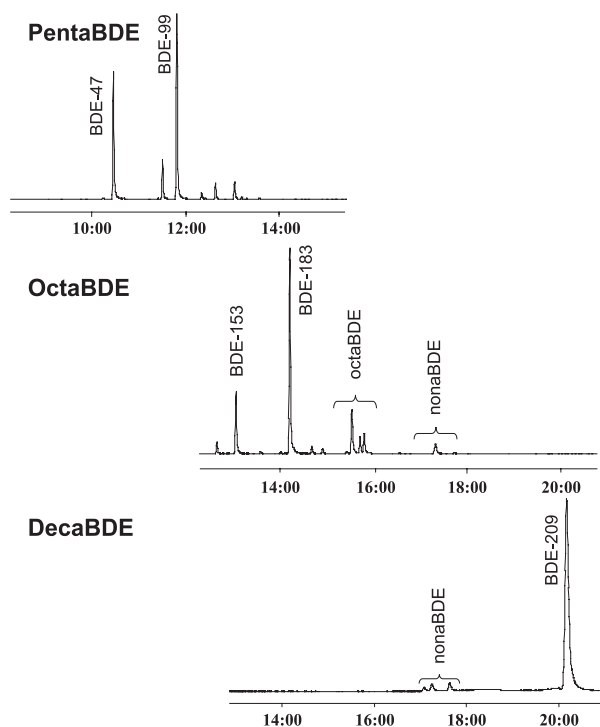 PentaBDE
BDE-47
BDE-99
10:00 12:00 14:00
OctaBDE
BDE-153
BDE-183
octaBDE
nonaBDE
14:00 16:00 18:00 20:00
DecaBDE
nonaBDE
BDE-209
14:00 16:00 18:00 20:00